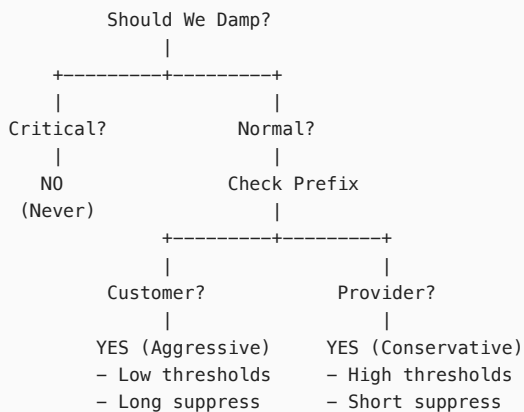 Should We Damp?
|
+---------+---------+
| |
Critical? Normal?
| |
NO Check Prefix
(Never) |
+---------+---------+
| |
Customer? Provider?
| |
YES (Aggressive) YES (Conservative)
- Low thresholds - High thresholds
- Long suppress - Short suppress